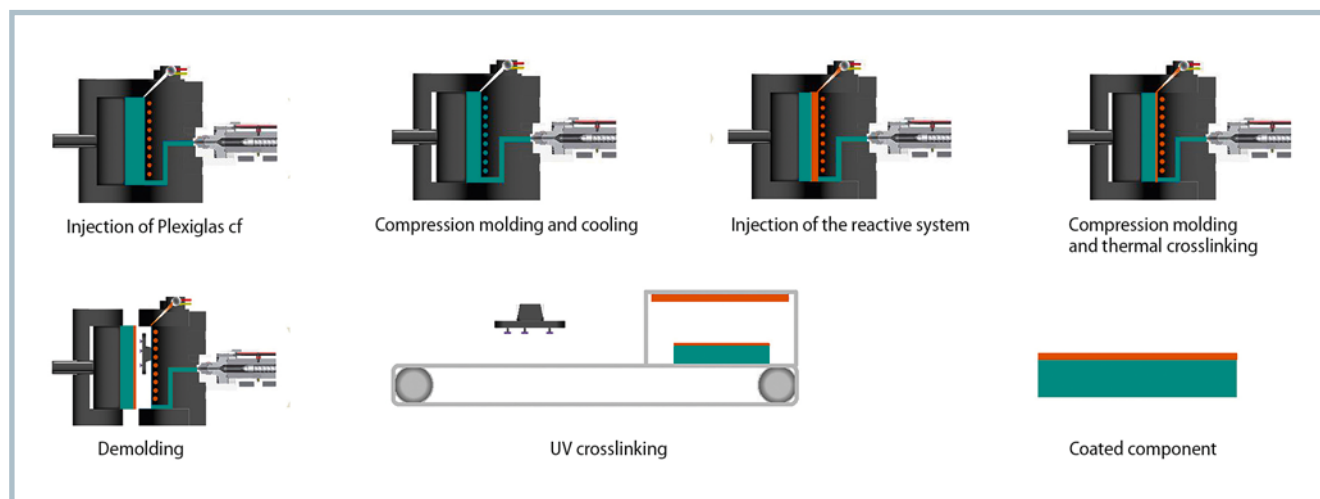 Injection of Plexiglas cf
Compression molding and cooling
Injection of the reactive system
Compression molding
and thermal crosslinking
Demolding
UV crosslinking
Coated component